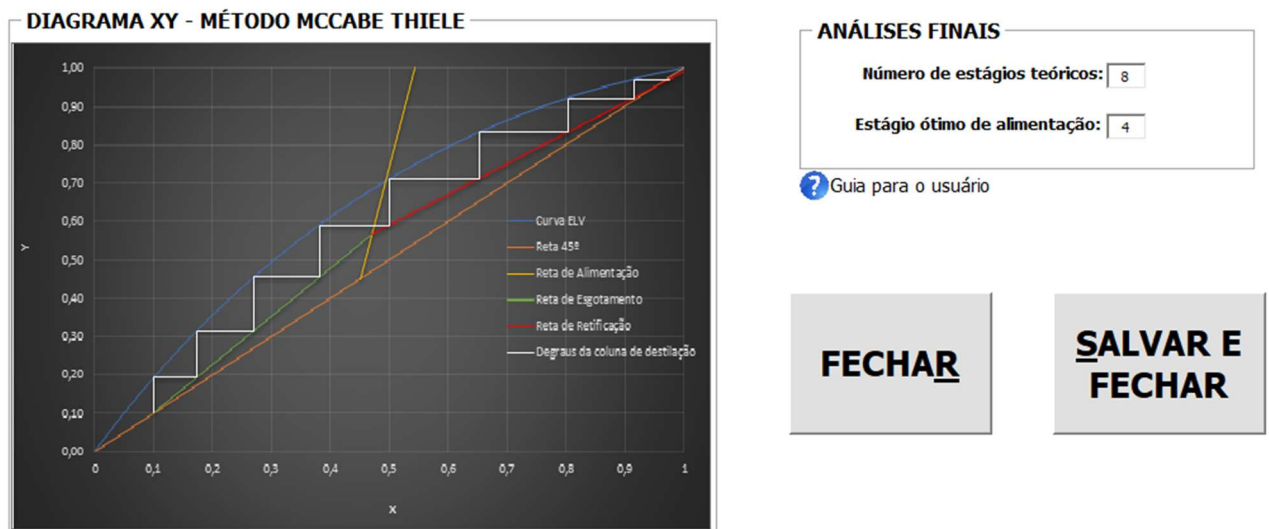 DIAGRAMA XY - MÉTODO MCCABE THIELE
1,00
0,90
0,80
0,70
0,60
0,50
0,40
0,30
0,20
0,10
0,00
Y
0 0,1 0,2 0,3 0,4 0,5 0,6 0,7 0,8 0,9 1
X
Curva ELV
Reta 45º
Reta de Alimentação
Reta de Esgotamento
Reta de Retificação
Degraus da coluna de destilação
ANÁLISES FINAIS
Número de estágios teóricos: 8
Estágio ótimo de alimentação: 4
? Guia para o usuário
FECHAR
SALVAR E
FECHAR